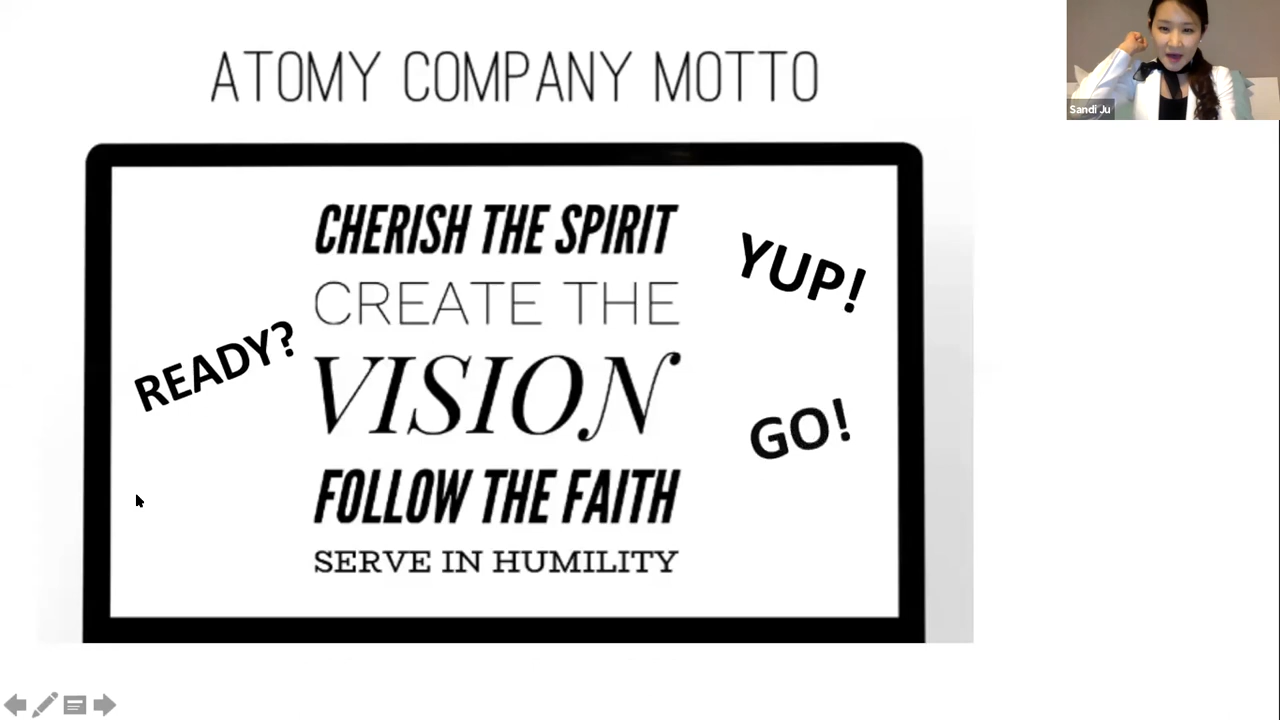 ATOMY COMPANY MOTTO
Sandi Ju
CHERISH THE SPIRIT
YUP!
CREATE THE
READY?
VISION
GO!
FOLLOW THE FAITH
SERVE IN HUMILITY